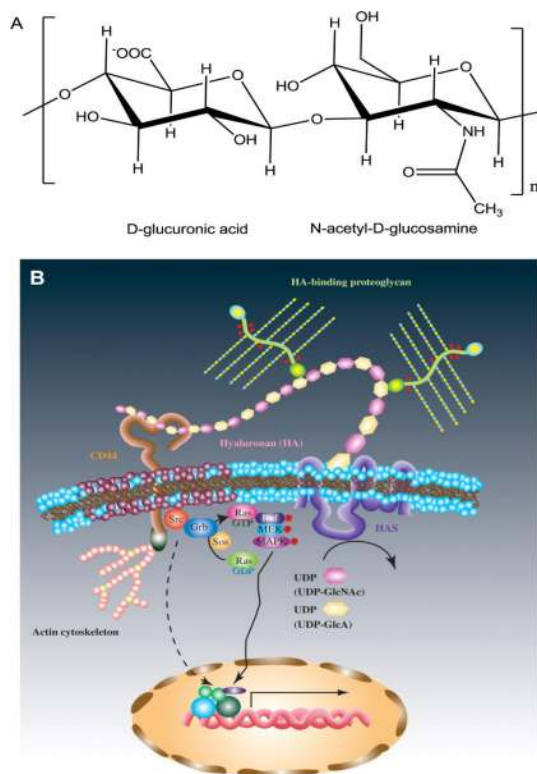 A
H
-OOC
H
OH
H
O
HO
O
O
HO
H
H
OH
H
H
O
H
H
NH
H
O
CH3
n
D-glucuronic acid
N-acetyl-D-glucosamine
B
HA-binding proteoglycan
Hyaluronan (HA)
CD44
Src
Grb
Sos
Ras
GTP
MEK
MAPK
Ras
GDP
HAS
UDP
(UDP-GlcNAc)
UDP
(UDP-GlcA)
Actin cytoskeleton